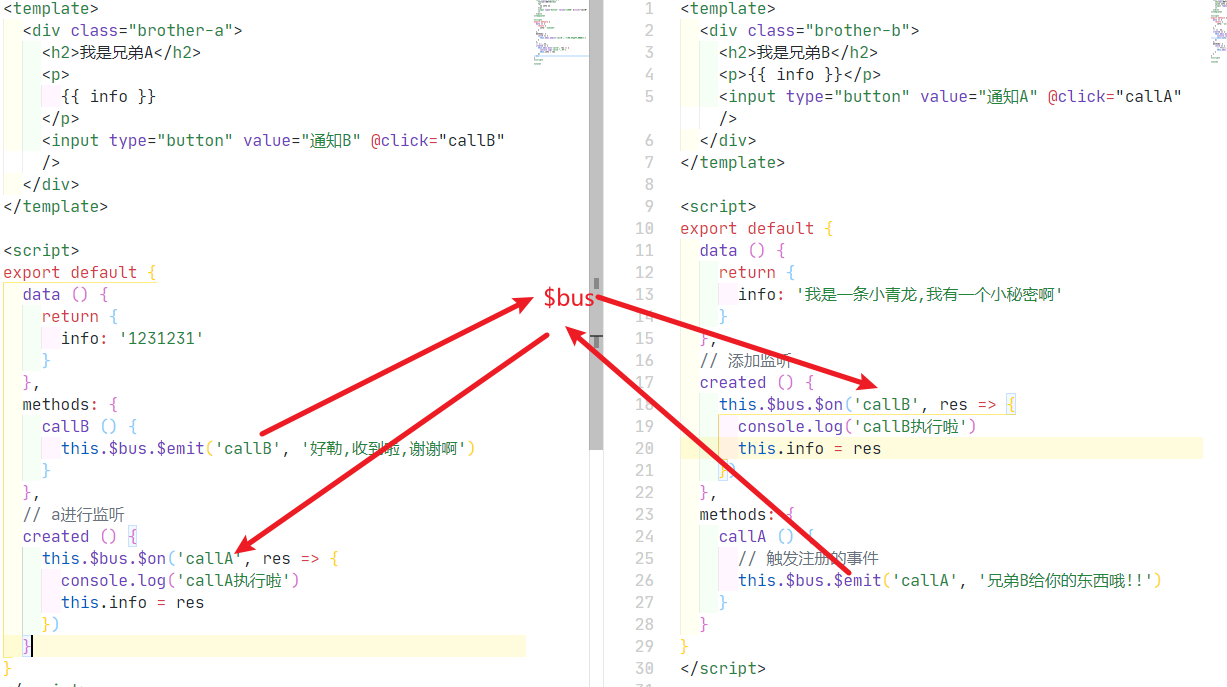 <template>
  <div class="brother-a">
    <h2>我是兄弟A</h2>
    <p>
      {{ info }}
    </p>
    <input type="button" value="通知B" @click="callB"
    />
  </div>
</template>

<script>
export default {
  data () {
    return {
      info: '1231231'
    }
  },
  methods: {
    callB () {
      this.$bus.$emit('callB', '好勒,收到啦,谢谢啊')
    }
  },
  // a进行监听
  created () {
    this.$bus.$on('callA', res => {
      console.log('callA执行啦')
      this.info = res
    })
  }
}
$bus
1 <template>
2   <div class="brother-b">
3     <h2>我是兄弟B</h2>
4     <p>{{ info }}</p>
5     <input type="button" value="通知A" @click="callA"
    />
6   </div>
7 </template>
8
9 <script>
10 export default {
11   data () {
12     return {
13       info: '我是一条小青龙,我有一个小秘密啊'
14     }
15   },
16   // 添加监听
17   created () {
18     this.$bus.$on('callB', res => {
19       console.log('callB执行啦')
20       this.info = res
21     })
22   },
23   methods: {
24     callA () {
25       // 触发注册的事件
26       this.$bus.$emit('callA', '兄弟B给你的东西哦!!')
27     }
28   }
29 }
30 </script>